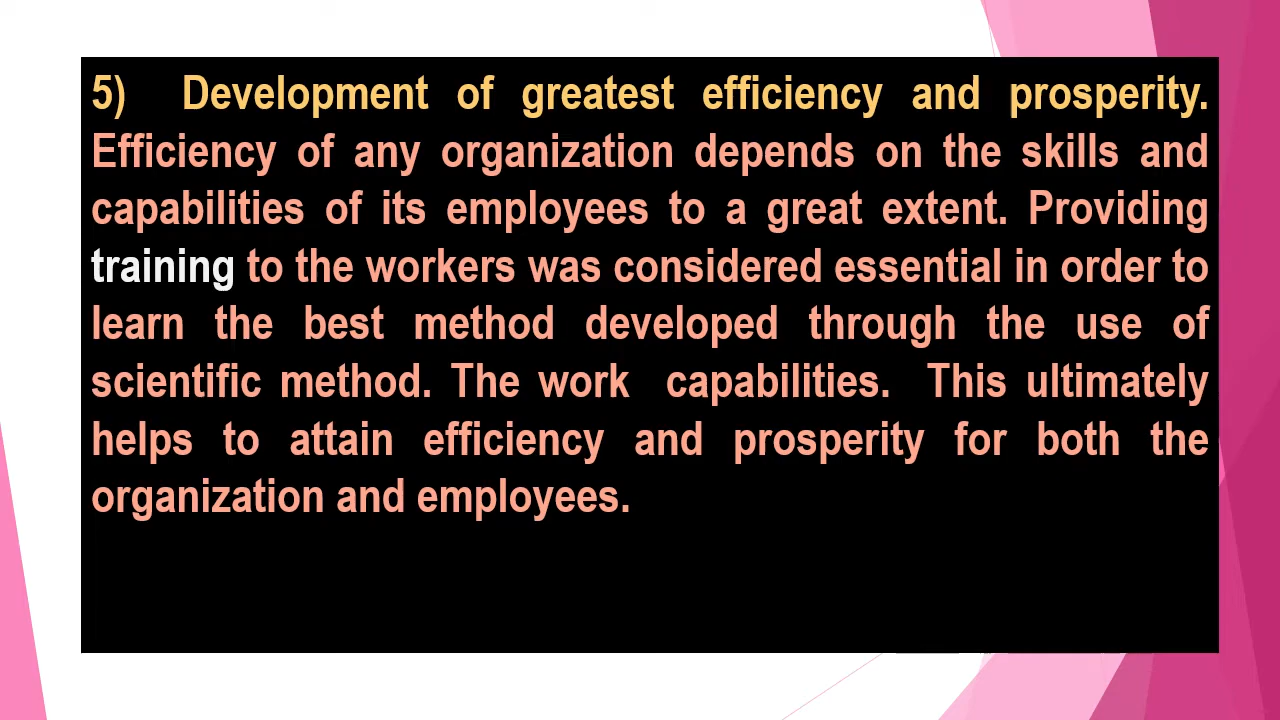 5) Development of greatest efficiency and prosperity.
Efficiency of any organization depends on the skills and
capabilities of its employees to a great extent. Providing
training to the workers was considered essential in order to
learn the best method developed through the use of
scientific method. The work capabilities. This ultimately
helps to attain efficiency and prosperity for both the
organization and employees.